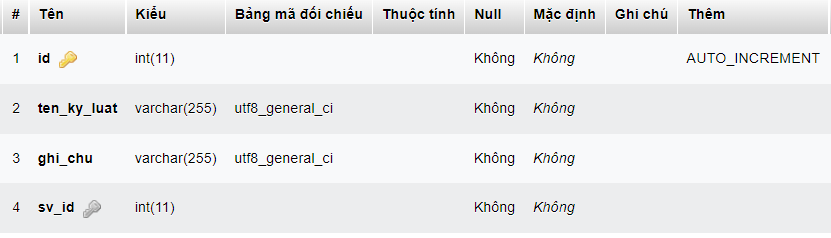 # Tên Kiểu Bảng mã đối chiếu Thuộc tính Null Mặc định Ghi chú Thêm
1 id int(11) Không Không AUTO_INCREMENT
2 ten_ky_luat varchar(255) utf8_general_ci Không Không
3 ghi_chu varchar(255) utf8_general_ci Không Không
4 sv_id int(11) Không Không